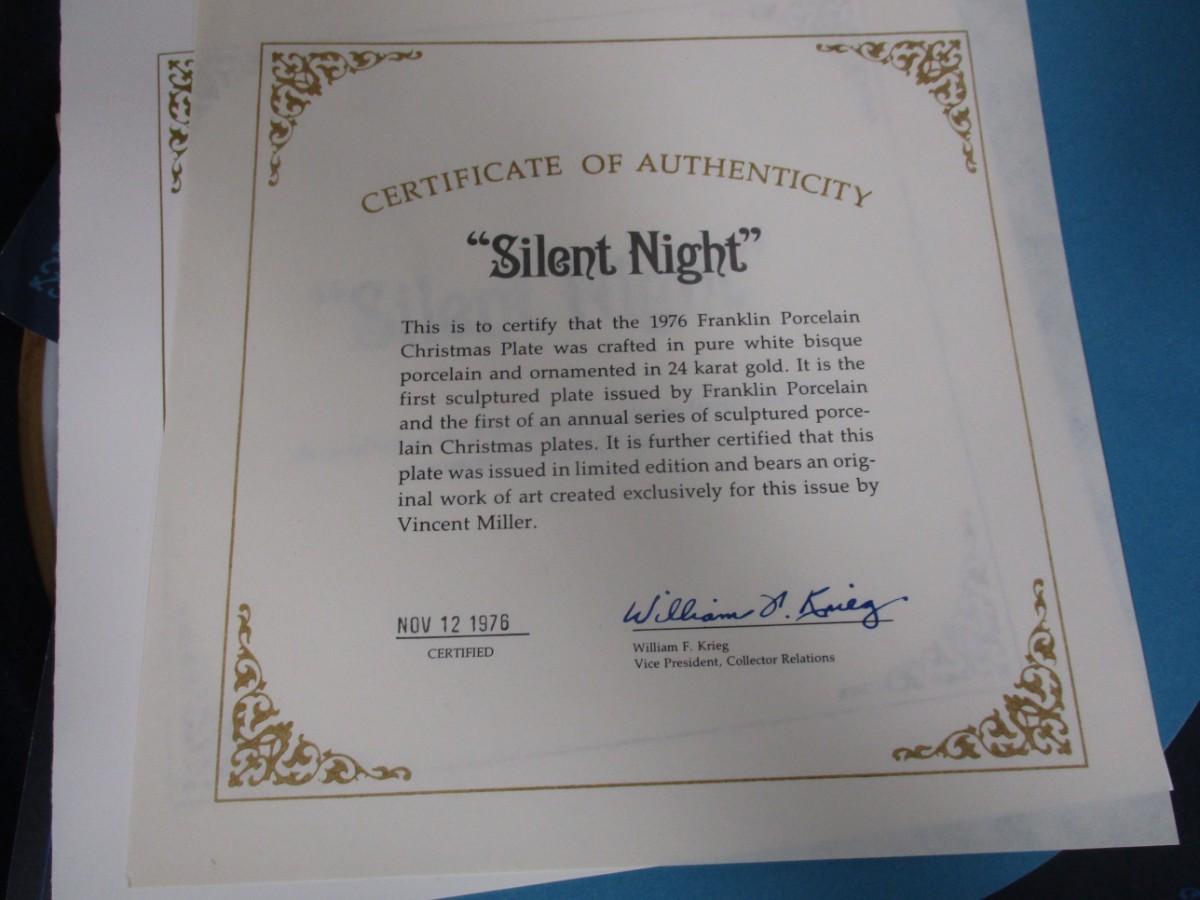 CERTIFICATE OF AUTHENTICITY
“Silent Night”
This is to certify that the 1976 Franklin Porcelain
Christmas Plate was crafted in pure white bisque
porcelain and ornamented in 24 karat gold. It is the
first sculptured plate issued by Franklin Porcelain
and the first of an annual series of sculptured porce-
lain Christmas plates. It is further certified that this
plate was issued in limited edition and bears an orig-
inal work of art created exclusively for this issue by
Vincent Miller.
NOV 12 1976
CERTIFIED
William F. Krieg
William F. Krieg
Vice President, Collector Relations